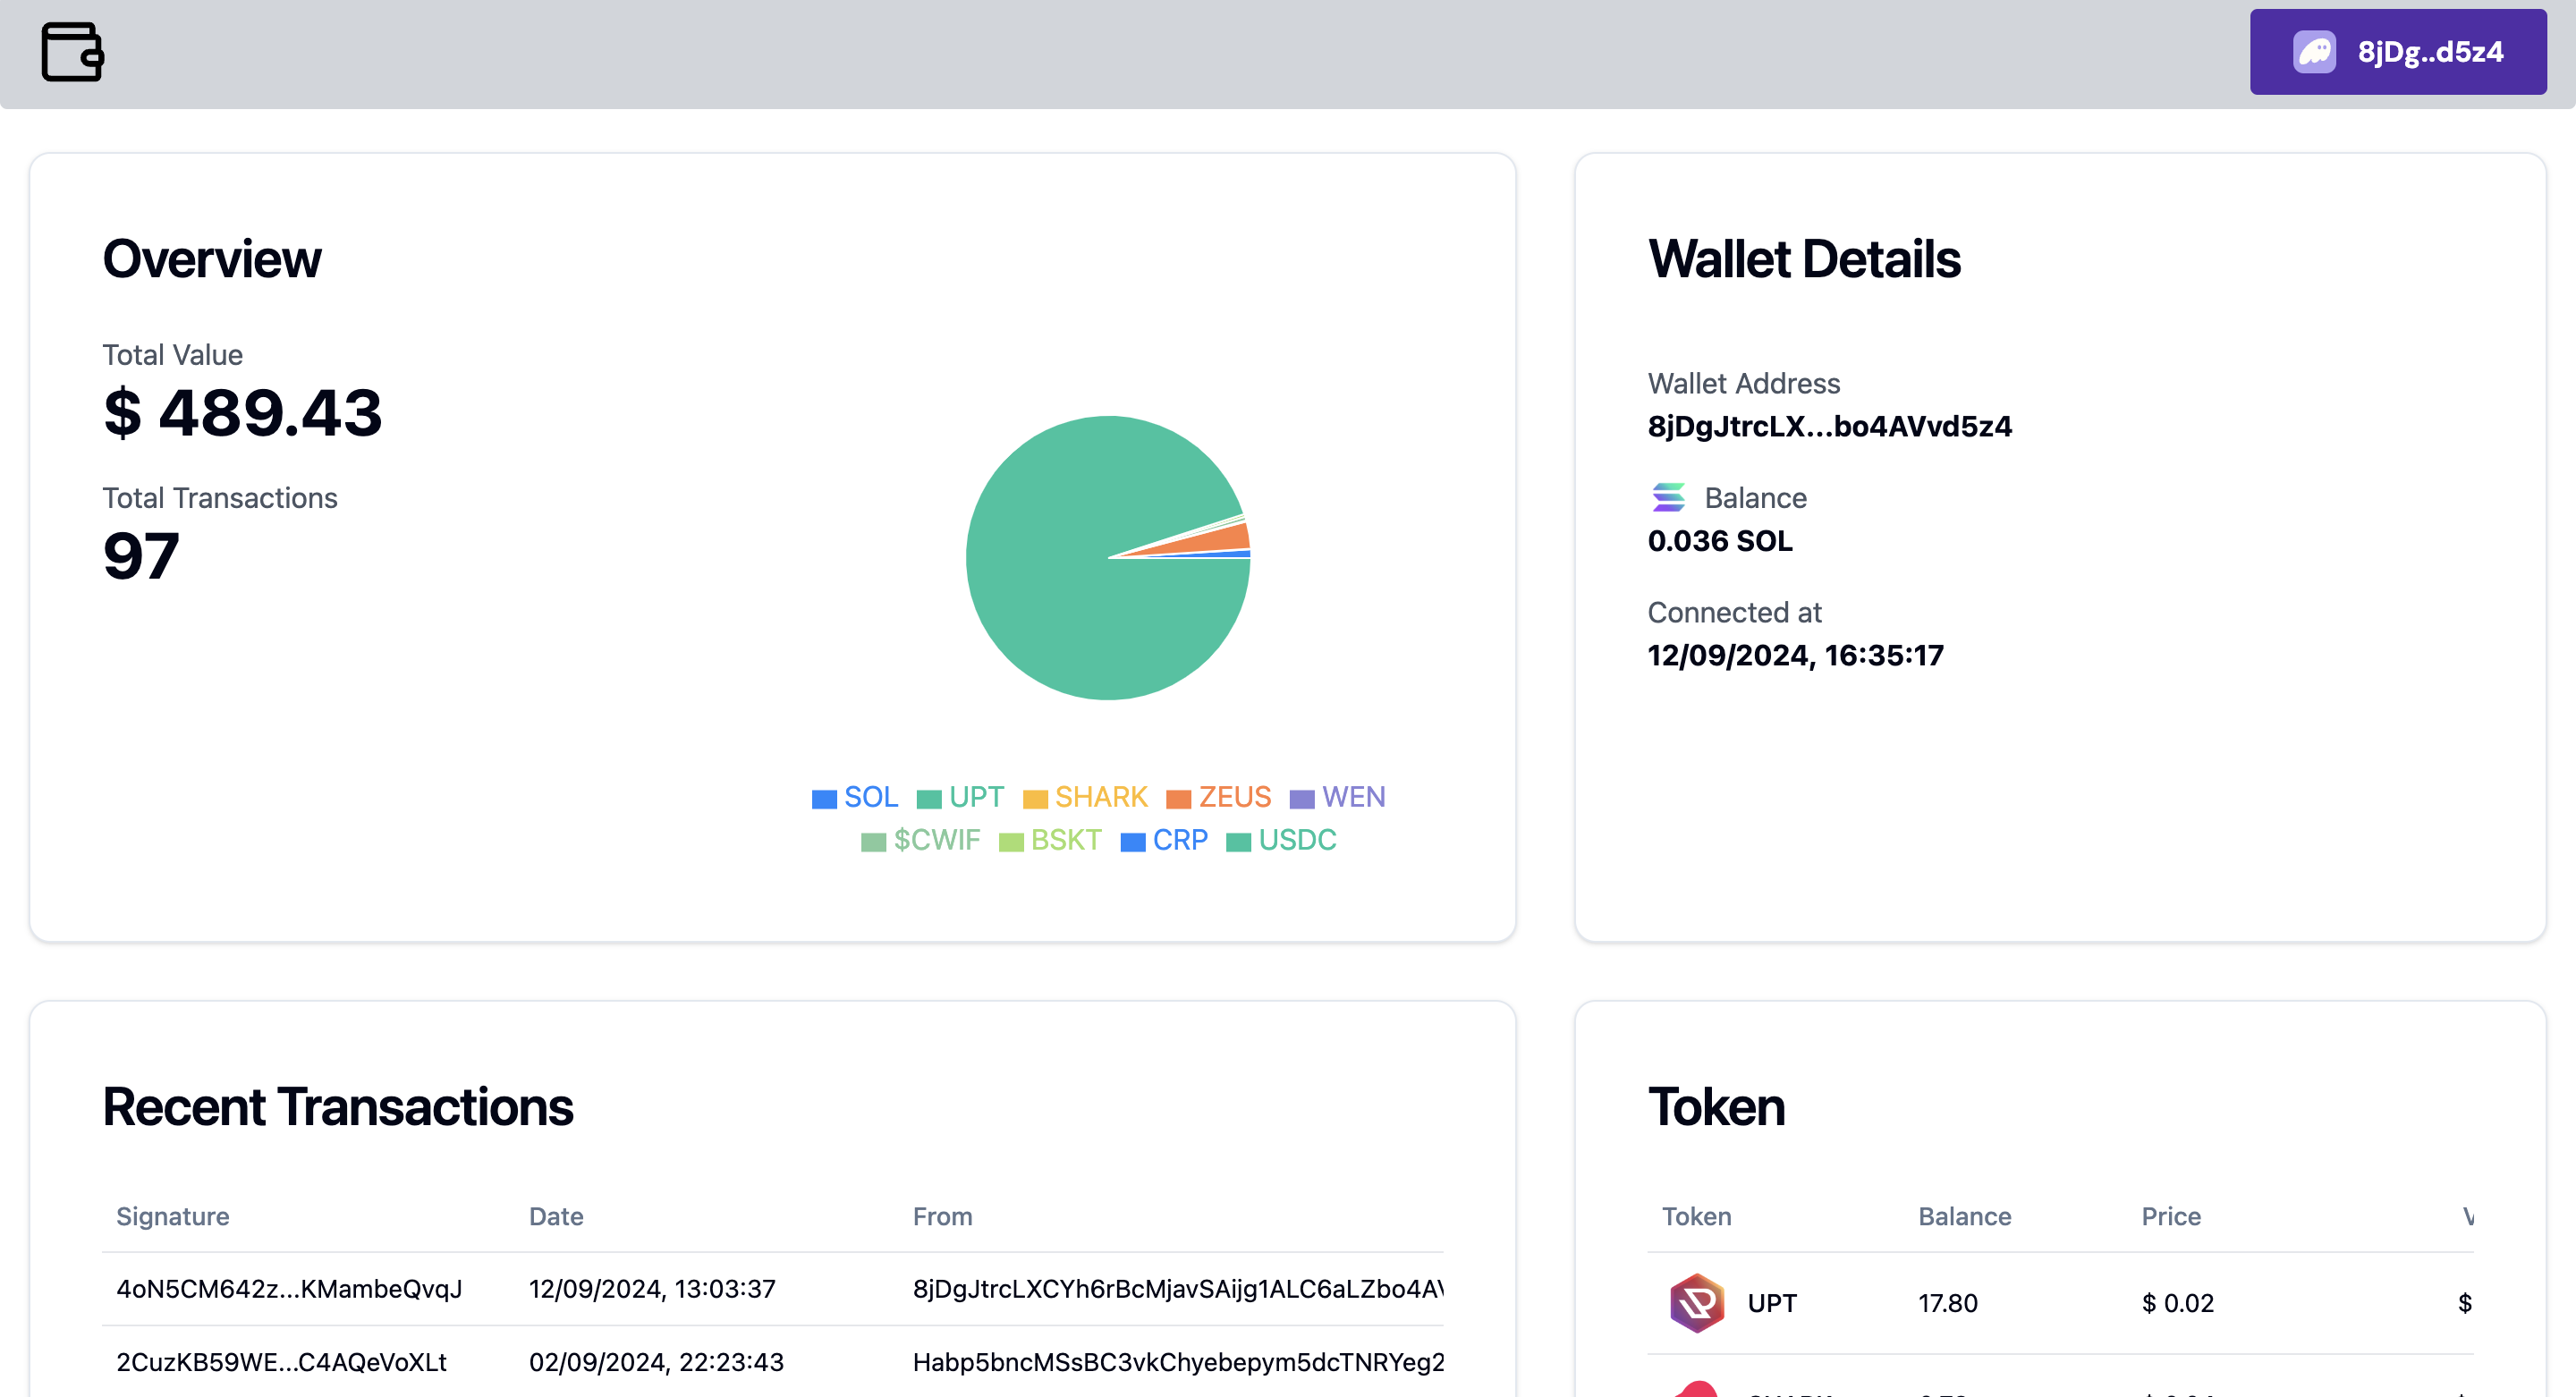 8jDg..d5z4
Overview
Total Value
$ 489.43
Total Transactions
97
SOL UPT SHARK ZEUS WEN
$CWIF BSKT CRP USDC
Wallet Details
Wallet Address
8jDgJtrcLX...bo4AVvd5z4
Balance
0.036 SOL
Connected at
12/09/2024, 16:35:17
Recent Transactions
Signature Date From
4oN5CM642z...KMambeQvqJ 12/09/2024, 13:03:37 8jDgJtrcLXCYh6rBcMjavSAijg1ALC6aLZbo4AV
2CuzKB59WE...C4AQeVoXLt 02/09/2024, 22:23:43 Habp5bncMSsBC3vkChyebepym5dcTNRYeg2
Token
Token Balance Price V
UPT 17.80 $ 0.02 $